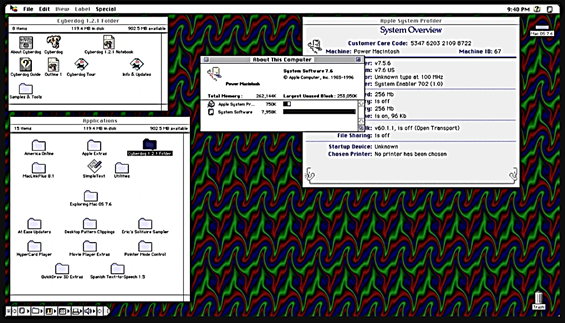 File Edit View Label Special
9:40 PM
Cyberdog 1.2.1 Folder
8 items 119.4 MB in disk 902.5 MB available
About Cyberdog Cyberdog Cyberdog 1.2.1 Notebook
Cyberdog Guide Outline 1 Cyberdog Tour Info & Updates
Samples & Tools
Apple System Profiler
System Overview
Customer Care Code: 5347 6203 2109 8722
Machine: Power Macintosh Machine ID: 67
v7.5.6
v7.6 US
Unknown type at 100 MHz
System Enabler 702 (1.0)
256 Mb
is off
256 Mb
is on, 96 Kb
v60.1.1, is off (Open Transport)
File Sharing: is off
Startup Device: Unknown
Chosen Printer: No printer has been chosen
About This Computer
System Software 7.6
© Apple Computer, Inc. 1983-1996
Power Macintosh
Total Memory: 262,144K Largest Unused Block: 253,850K
Apple System Pr... 750K
System Software 7,950K
Mac OS 7.6
Applications
15 items 119.4 MB in disk 902.5 MB available
America Online Apple Extras Cyberdog 1.2.1 Folder
MacLinkPlus 8.1 SimpleText Utilities
Exploring Mac OS 7.6
At Ease Updaters Desktop Pattern Clippings Eric's Solitaire Sampler
HyperCard Player Movie Player Extras Pointer Mode Control
QuickDraw 3D Extras Spanish Text-to-Speech 1.5
Trash